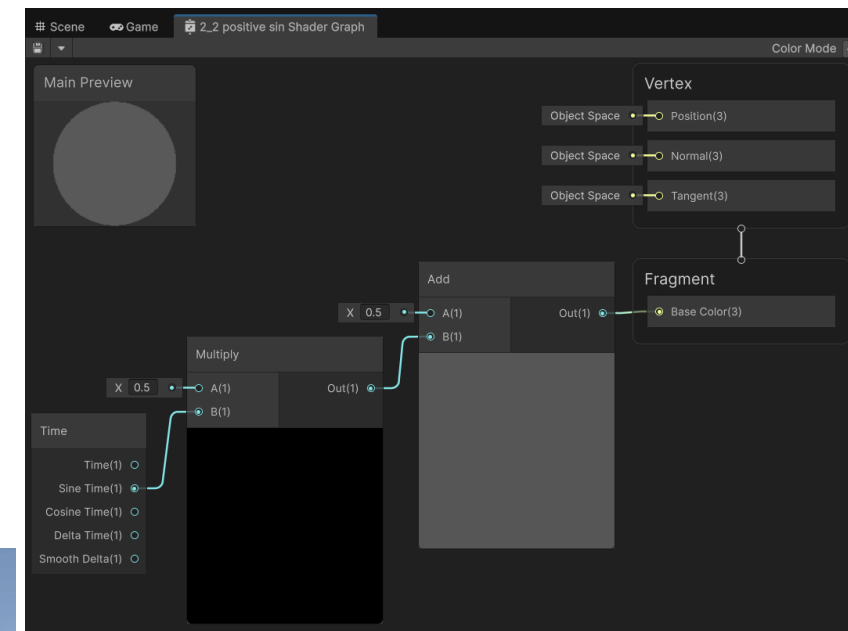 Scene Game 2_2 positive sin Shader Graph
Color Mode
Main Preview
Vertex
Object Space Position(3)
Object Space Normal(3)
Object Space Tangent(3)
Add
Fragment
X 0.5 A(1) Out(1) Base Color(3)
B(1)
Multiply
X 0.5 A(1) Out(1)
B(1)
Time
Time(1)
Sine Time(1)
Cosine Time(1)
Delta Time(1)
Smooth Delta(1)